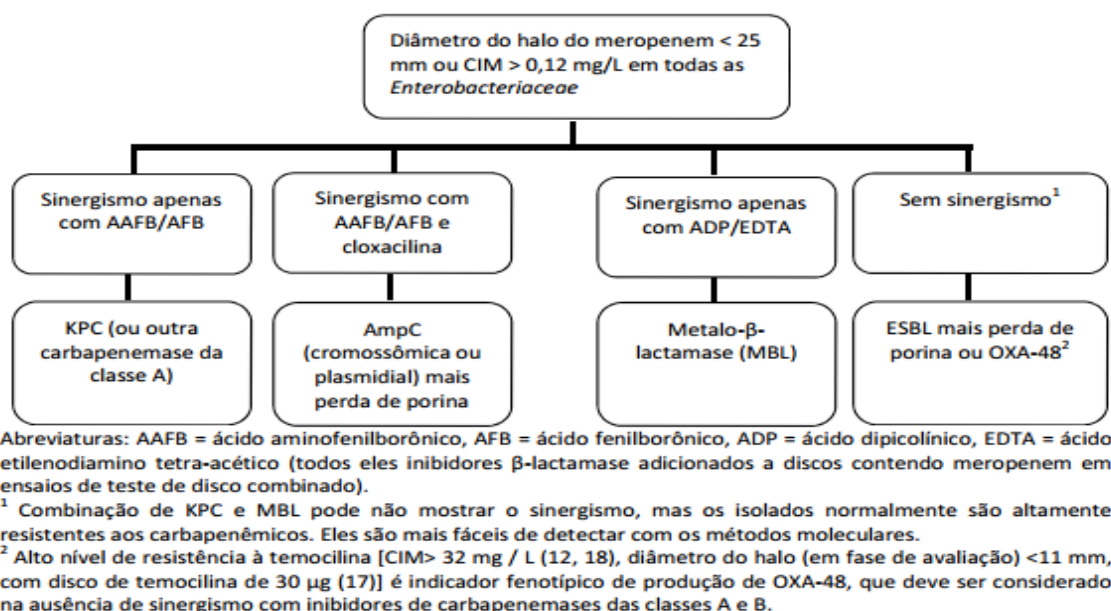 Diâmetro do halo do meropenem < 25
mm ou CIM > 0,12 mg/L em todas as
Enterobacteriaceae
Sinergismo apenas
com AAFB/AFB
Sinergismo com
AAFB/AFB e
cloxacilina
Sinergismo apenas
com ADP/EDTA
Sem sinergismo¹
KPC (ou outra
carbapenemase da
classe A)
AmpC
(cromossômica ou
plasmidial) mais
perda de porina
Metalo-β-
lactamase (MBL)
ESBL mais perda de
porina ou OXA-48²
Abreviaturas: AAFB = ácido aminofenilborônico, AFB = ácido fenilborônico, ADP = ácido dipicolínico, EDTA = ácido
etilenodiamino tetra-acético (todos eles inibidores β-lactamase adicionados a discos contendo meropenem em
ensaios de teste de disco combinado).
¹ Combinação de KPC e MBL pode não mostrar o sinergismo, mas os isolados normalmente são altamente
resistentes aos carbapenêmicos. Eles são mais fáceis de detectar com os métodos moleculares.
² Alto nível de resistência à temocilina [CIM> 32 mg / L (12, 18), diâmetro do halo (em fase de avaliação) <11 mm,
com disco de temocilina de 30 µg (17)] é indicador fenotípico de produção de OXA-48, que deve ser considerado
na ausência de sinergismo com inibidores de carbapenemases das classes A e B.